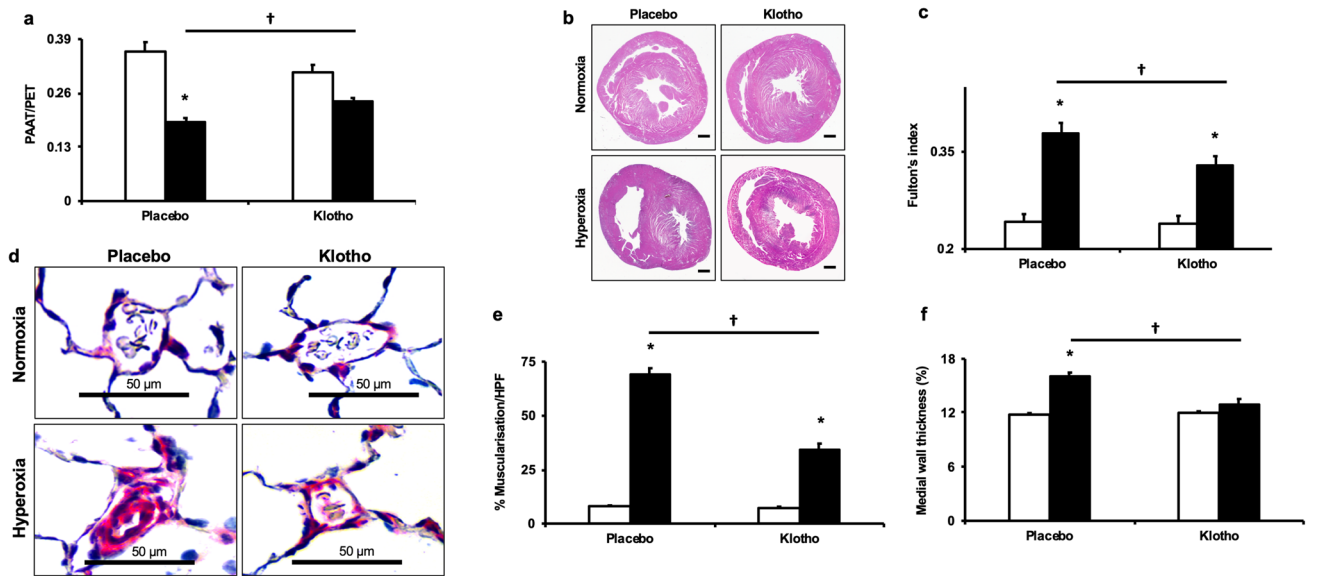 a
†
0.39
0.26
0.13
0
*
PAAT/PET
Placebo Klotho
b
Placebo Klotho
Normoxia
Hyperoxia
c
†
*
*
0.35
0.2
Fulton's index
Placebo Klotho
d
Placebo Klotho
Normoxia
50 µm 50 µm
Hyperoxia
50 µm 50 µm
e
†
*
*
75
50
25
0
% Muscularisation/HPF
Placebo Klotho
f
†
*
18
12
6
0
Medial wall thickness (%)
Placebo Klotho